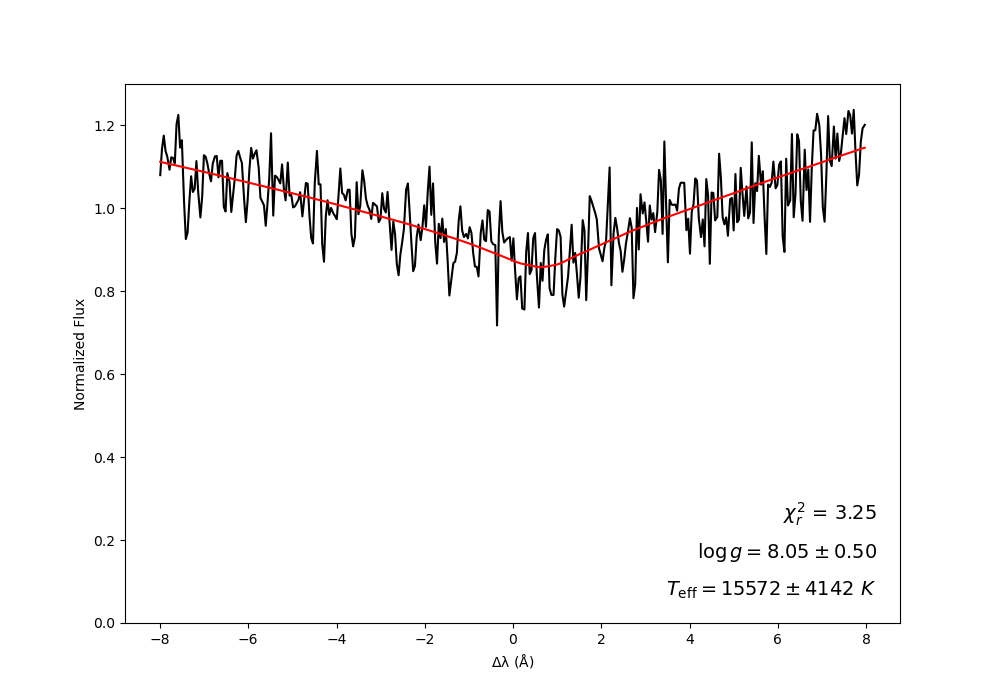 1.2
1.0
0.8
0.6
0.4
0.2
0.0
Normalized Flux
χ²ᵣ = 3.25
log g = 8.05 ± 0.50
T_eff = 15572 ± 4142 K
−8 −6 −4 −2 0 2 4 6 8
Δλ (Å)